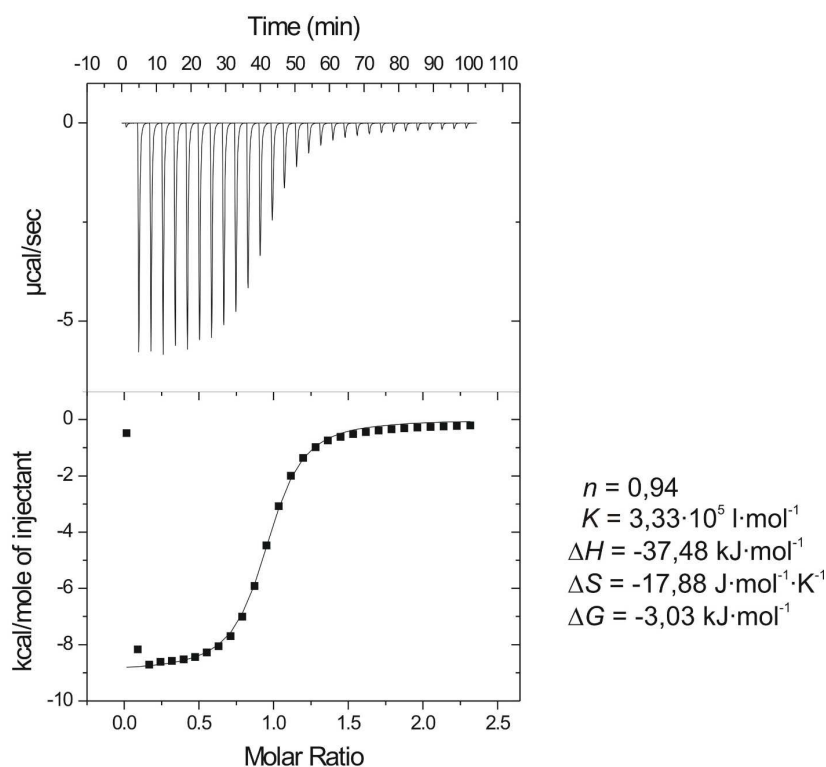 Time (min)
-10 0 10 20 30 40 50 60 70 80 90 100 110
0
-5
µcal/sec
0
-2
-4
-6
-8
-10
kcal/mole of injectant
0.0 0.5 1.0 1.5 2.0 2.5
Molar Ratio
n = 0,94
K = 3,33·10⁵ l·mol⁻¹
ΔH = -37,48 kJ·mol⁻¹
ΔS = -17,88 J·mol⁻¹·K⁻¹
ΔG = -3,03 kJ·mol⁻¹